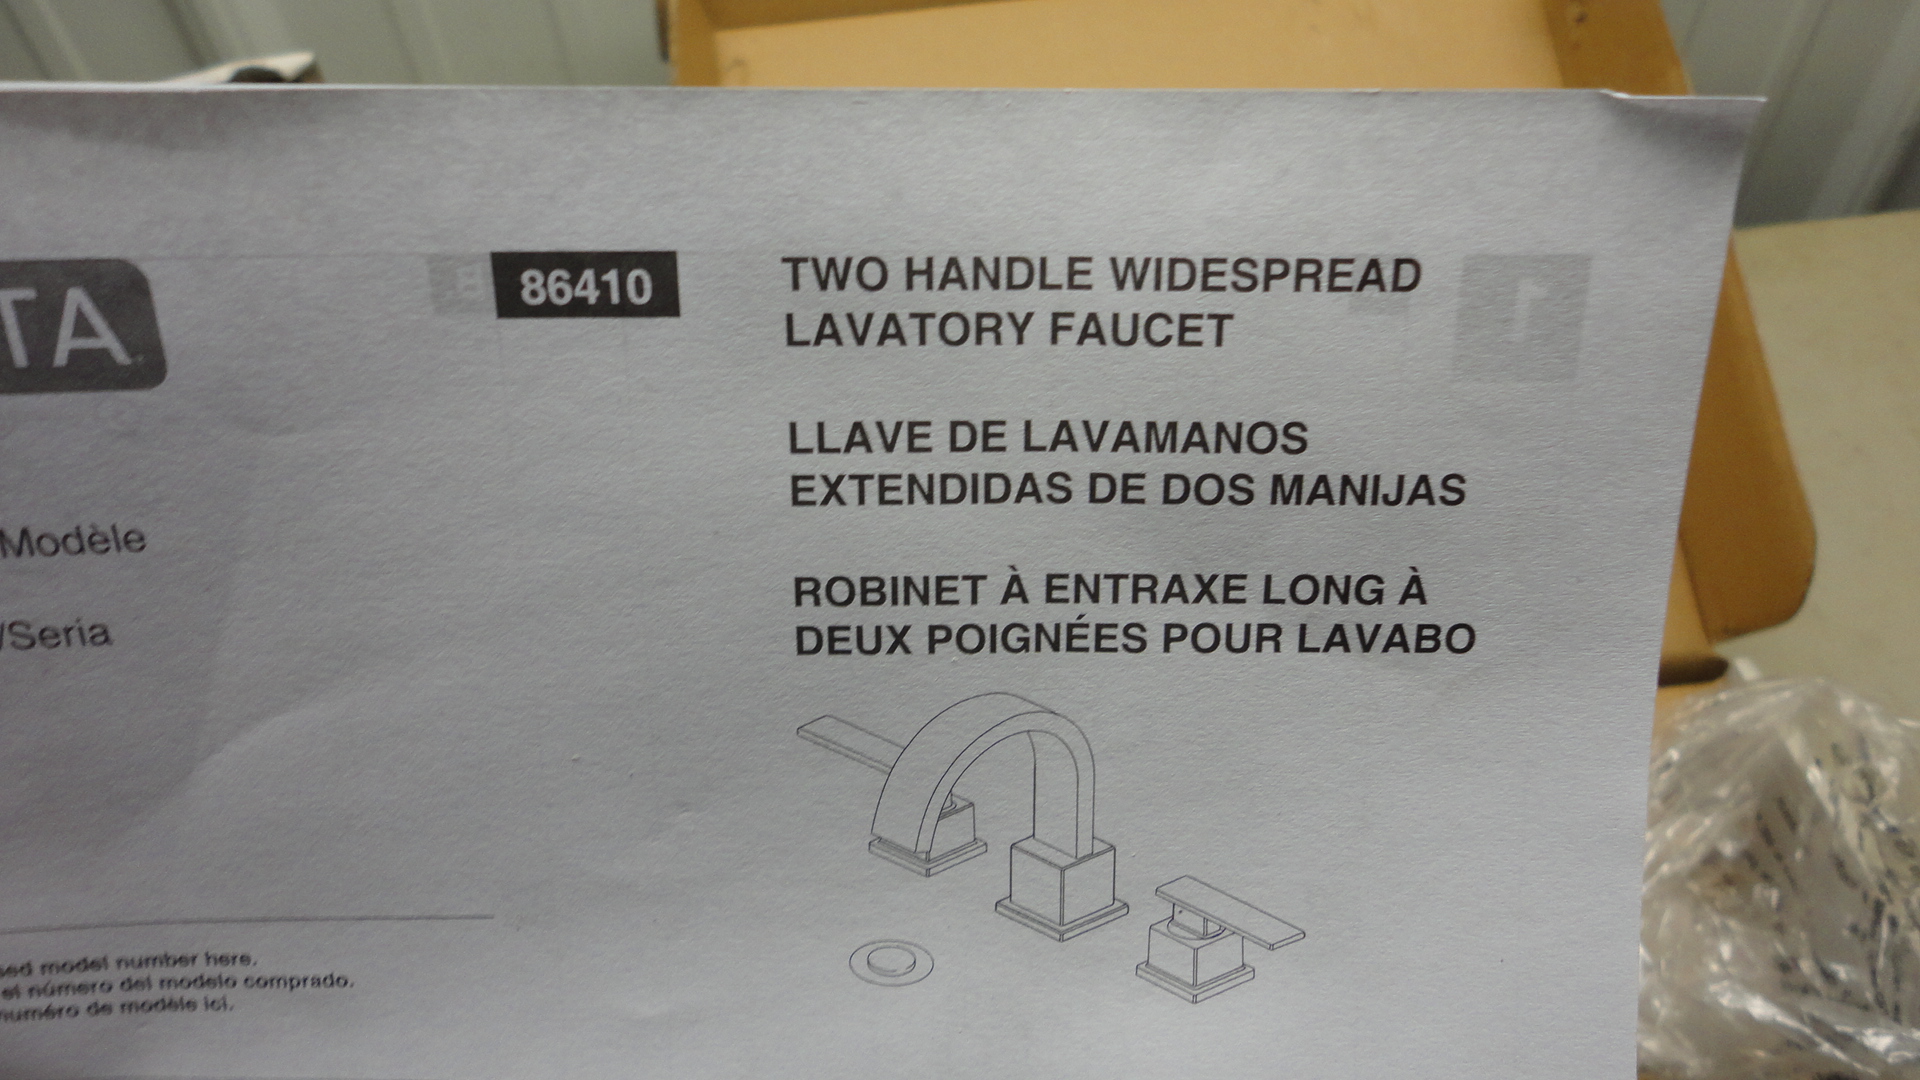 TA
86410
TWO HANDLE WIDESPREAD
LAVATORY FAUCET
LLAVE DE LAVAMANOS
EXTENDIDAS DE DOS MANIJAS
ROBINET À ENTRAXE LONG À
DEUX POIGNÉES POUR LAVABO
Modèle
/Seria
model number here.
el número del modelo comprado.
numéro de modèle ici.